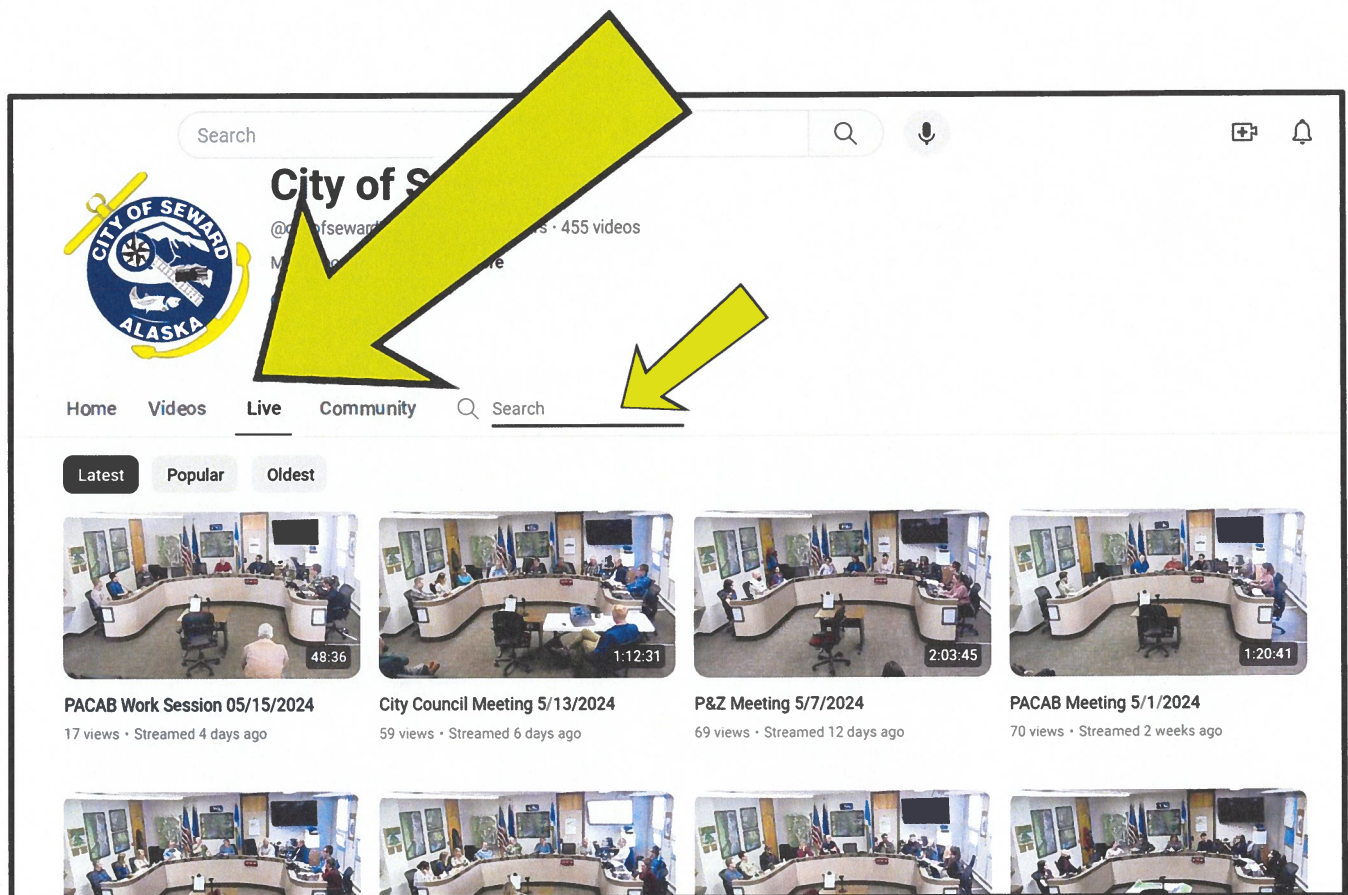 Search
City of S
CITY OF SEWARD
ALASKA
455 videos
Home Videos Live Community Search
Latest Popular Oldest
48:36 1:12:31 2:03:45 1:20:41
PACAB Work Session 05/15/2024 City Council Meeting 5/13/2024 P&Z Meeting 5/7/2024 PACAB Meeting 5/1/2024
17 views • Streamed 4 days ago 59 views • Streamed 6 days ago 69 views • Streamed 12 days ago 70 views • Streamed 2 weeks ago